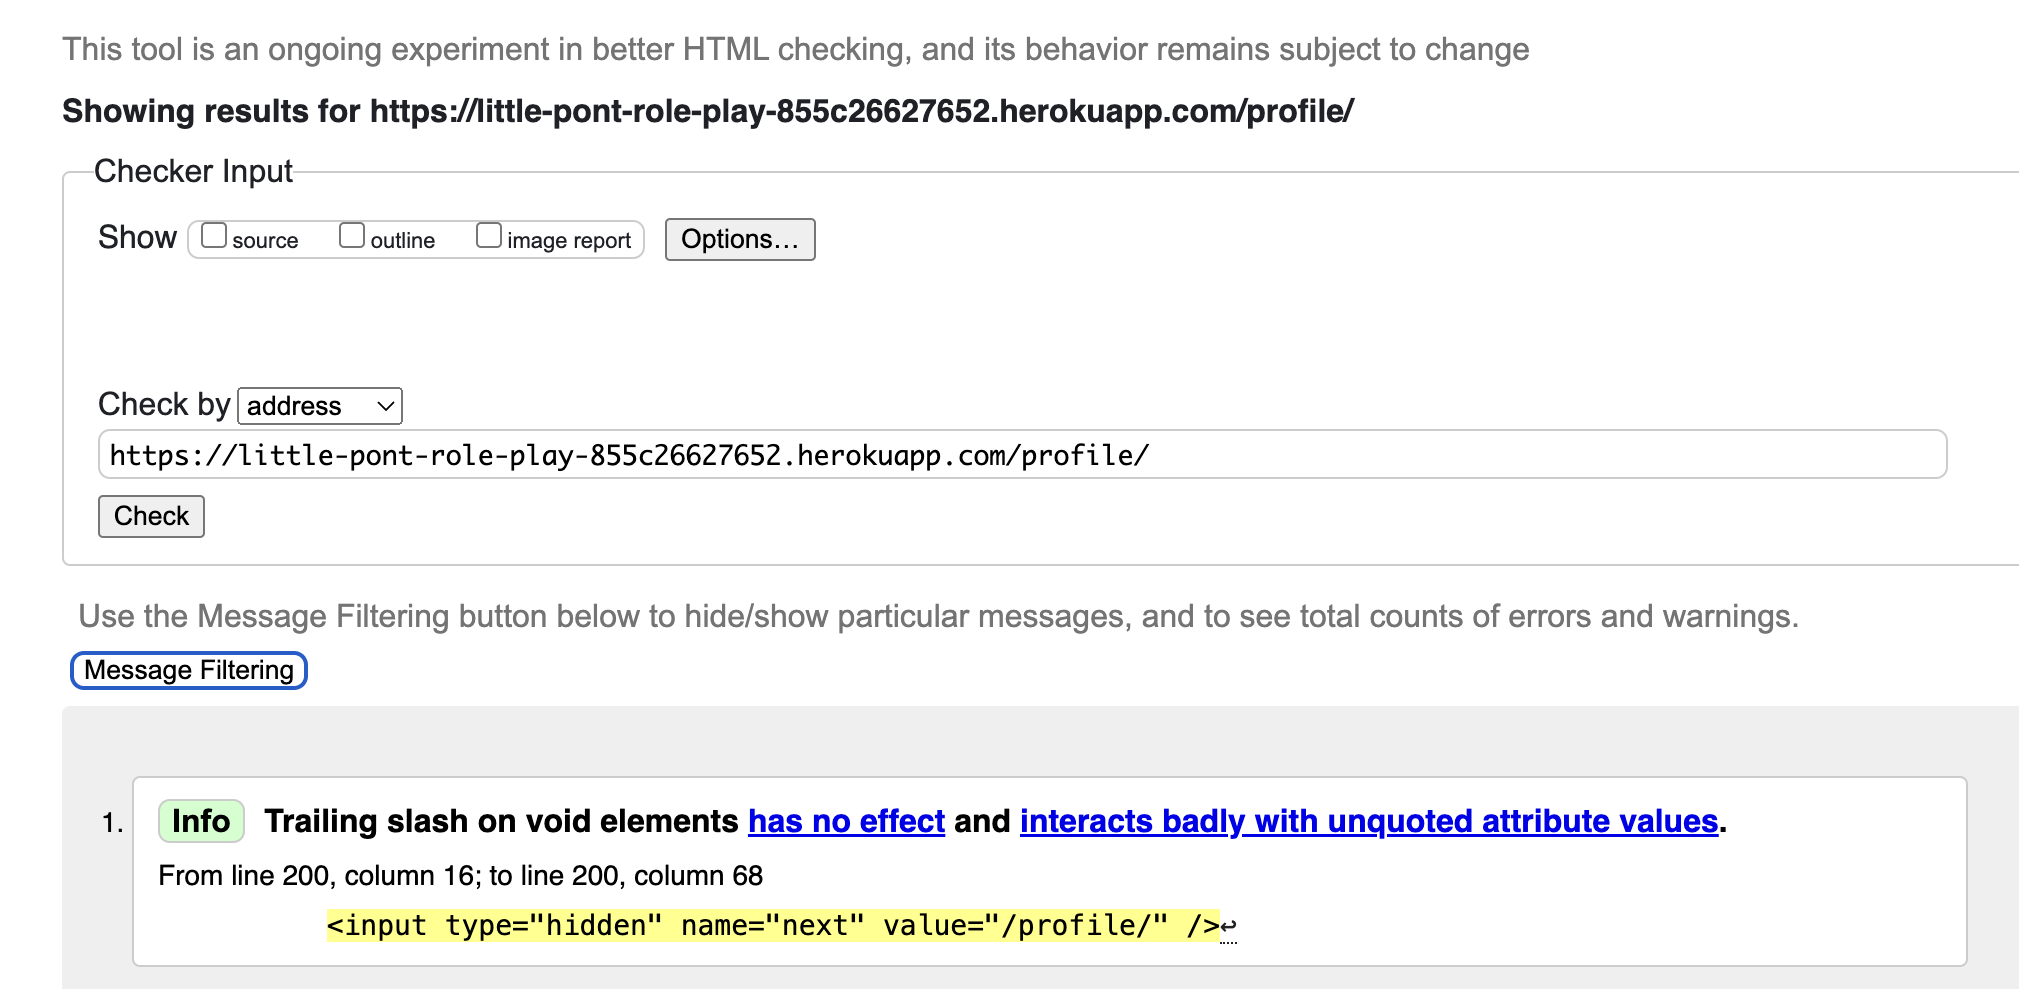 This tool is an ongoing experiment in better HTML checking, and its behavior remains subject to change
Showing results for https://little-pont-role-play-855c26627652.herokuapp.com/profile/
Checker Input
Show source outline image report Options…
Check by address
https://little-pont-role-play-855c26627652.herokuapp.com/profile/
Check
Use the Message Filtering button below to hide/show particular messages, and to see total counts of errors and warnings.
Message Filtering
1. Info Trailing slash on void elements has no effect and interacts badly with unquoted attribute values.
From line 200, column 16; to line 200, column 68
<input type="hidden" name="next" value="/profile/" />↩